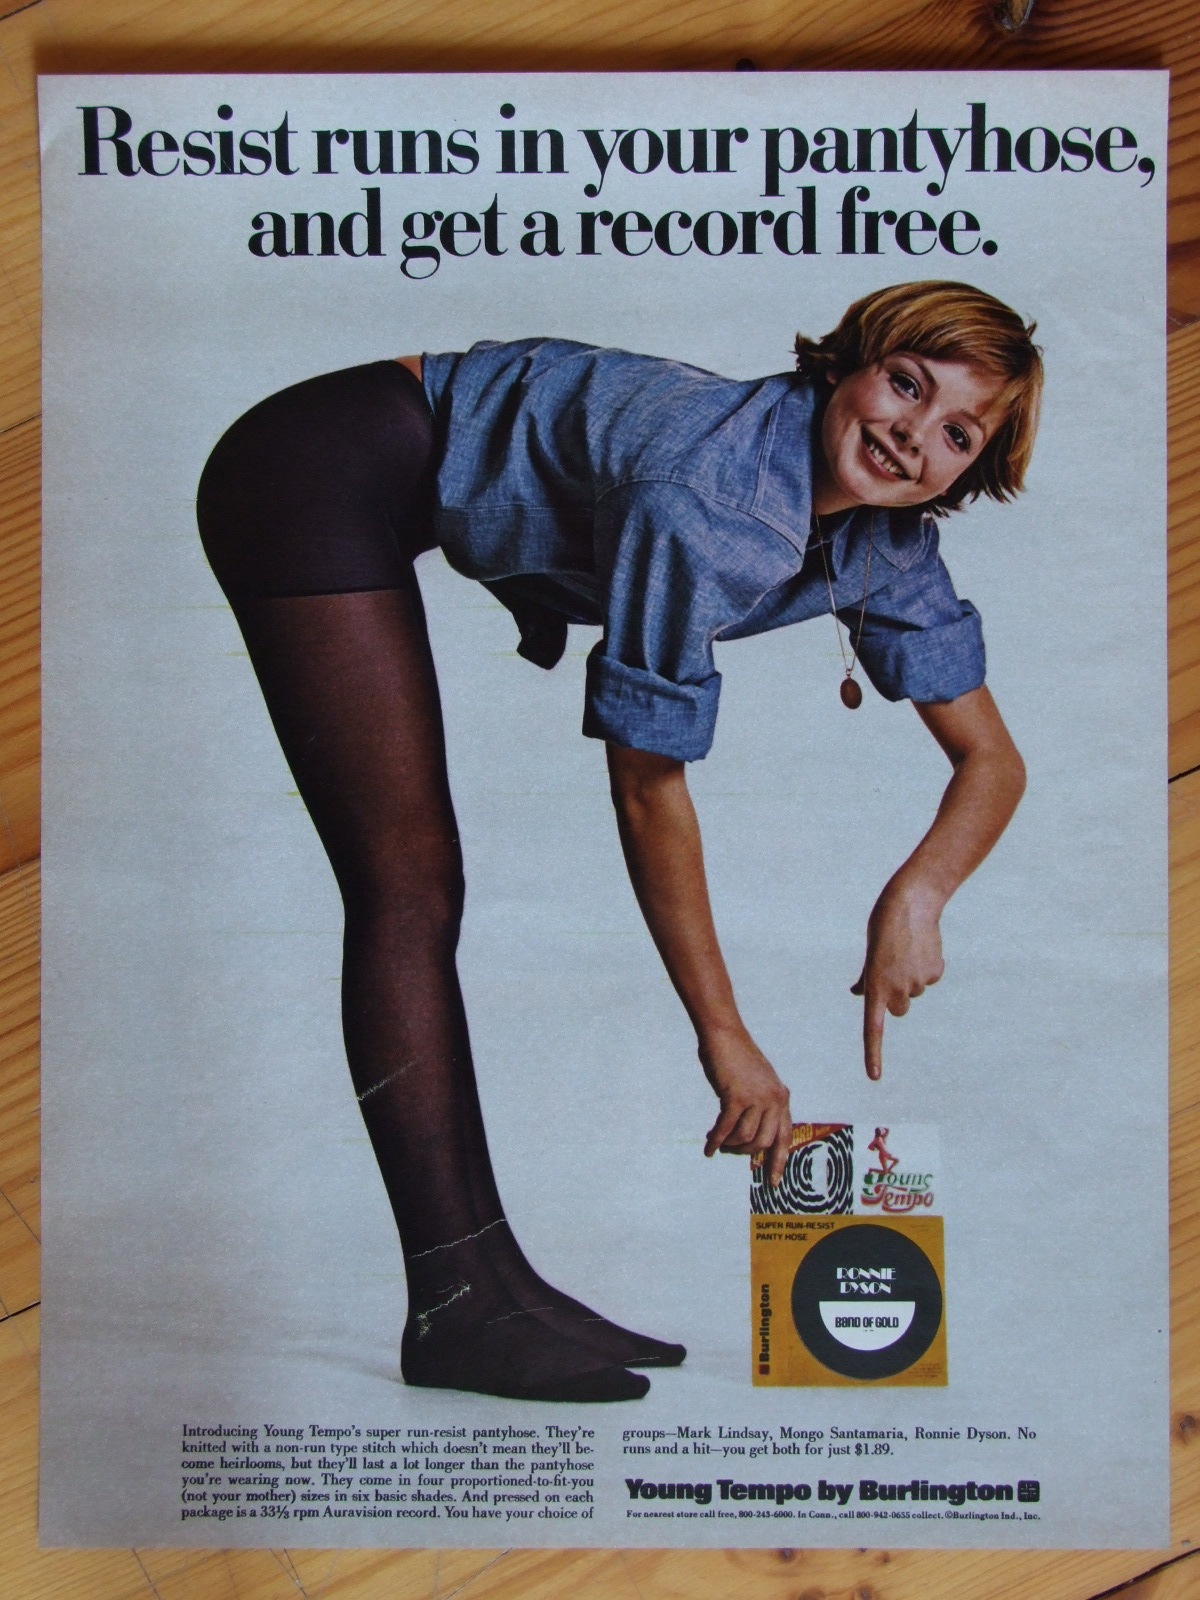 Resist runs in your pantyhose,
and get a record free.
young
Tempo
SUPER RUN-RESIST
PANTY HOSE
RONNIE
DYSON
BAND OF GOLD
Burlington
Introducing Young Tempo's super run-resist pantyhose. They're
knitted with a non-run type stitch which doesn't mean they'll be-
come heirlooms, but they'll last a lot longer than the pantyhose
you're wearing now. They come in four proportioned-to-fit-you
(not your mother) sizes in six basic shades. And pressed on each
package is a 33⅓ rpm Auravision record. You have your choice of
groups—Mark Lindsay, Mongo Santamaria, Ronnie Dyson. No
runs and a hit—you get both for just $1.89.
Young Tempo by Burlington
For nearest store call free, 800-243-6000. In Conn., call 800-942-0655 collect. ©Burlington Ind., Inc.